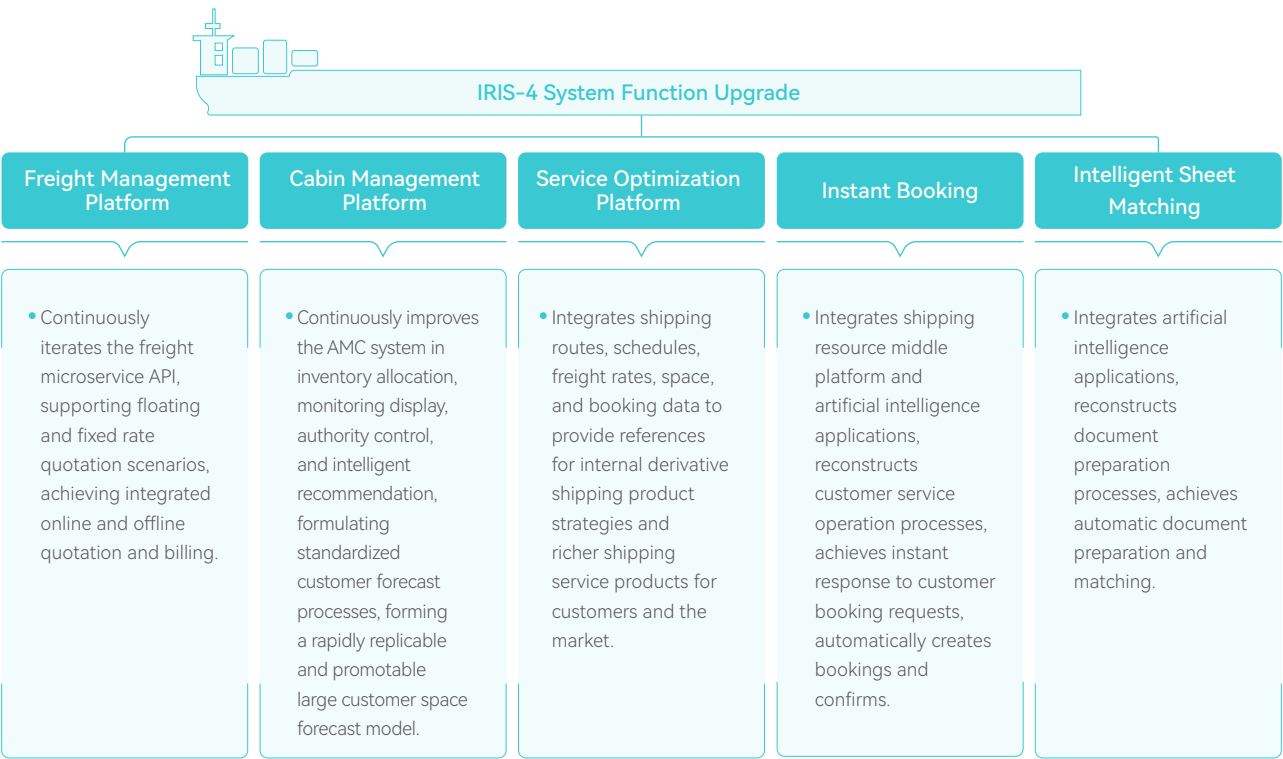 IRIS-4 System Function Upgrade
Freight Management
Platform
Continuously
iterates the freight
microservice API,
supporting floating
and fixed rate
quotation scenarios,
achieving integrated
online and offline
quotation and billing.
Cabin Management
Platform
Continuously improves
the AMC system in
inventory allocation,
monitoring display,
authority control,
and intelligent
recommendation,
formulating
standardized
customer forecast
processes, forming
a rapidly replicable
and promotable
large customer space
forecast model.
Service Optimization
Platform
Integrates shipping
routes, schedules,
freight rates, space,
and booking data to
provide references
for internal derivative
shipping product
strategies and
richer shipping
service products for
customers and the
market.
Instant Booking
Integrates shipping
resource middle
platform and
artificial intelligence
applications,
reconstructs
customer service
operation processes,
achieves instant
response to customer
booking requests,
automatically creates
bookings and
confirms.
Intelligent Sheet
Matching
Integrates artificial
intelligence
applications,
reconstructs
document
preparation
processes, achieves
automatic document
preparation and
matching.